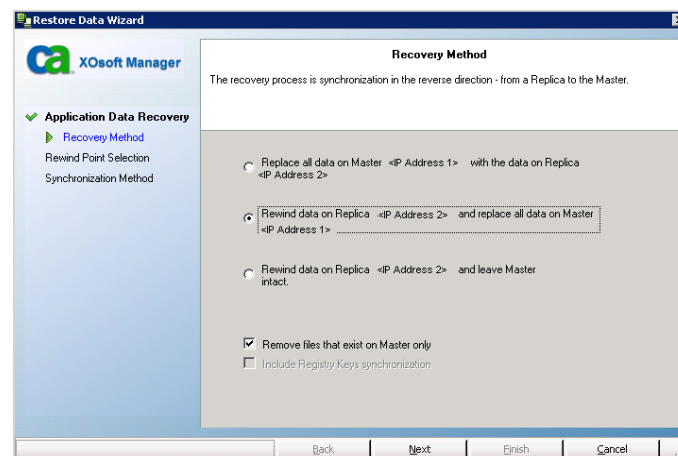 Restore Data Wizard
ca
XOsoft Manager
Application Data Recovery
Recovery Method
Rewind Point Selection
Synchronization Method
Recovery Method
The recovery process is synchronization in the reverse direction - from a Replica to the Master.
Replace all data on Master <IP Address 1> with the data on Replica
<IP Address 2>
Rewind data on Replica <IP Address 2> and replace all data on Master
<IP Address 1>
Rewind data on Replica <IP Address 2> and leave Master
intact.
Remove files that exist on Master only
Include Registry Keys synchronization
Back Next Finish Cancel